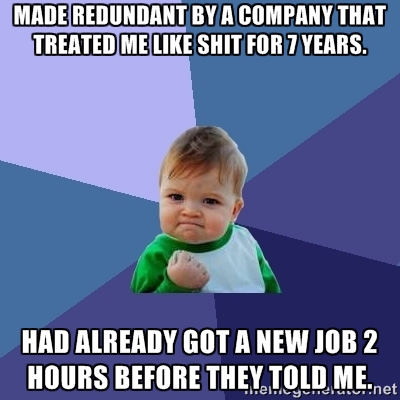 MADE REDUNDANT BY A COMPANY THAT
TREATED ME LIKE SHIT FOR 7 YEARS.
HAD ALREADY GOT A NEW JOB 2
HOURS BEFORE THEY TOLD ME.
memegenerator.net